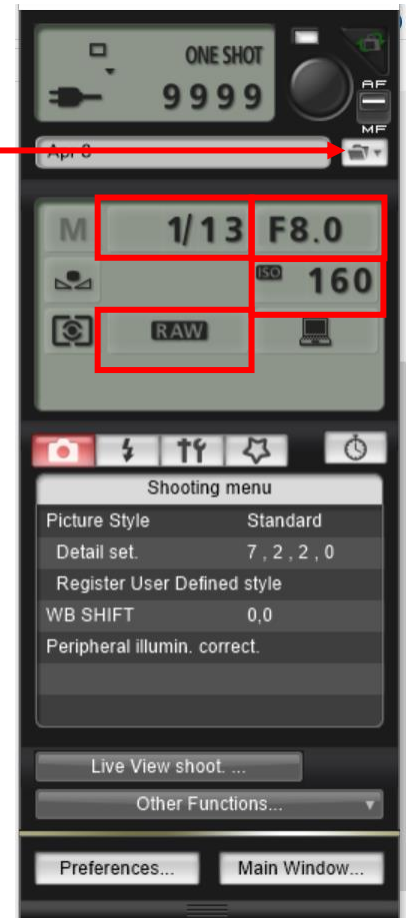 ONE SHOT
9999
AF
MF
Apr 8
M 1/13 F8.0
ISO 160
RAW
Shooting menu
Picture Style Standard
Detail set. 7 , 2 , 2 , 0
Register User Defined style
WB SHIFT 0,0
Peripheral illumin. correct.
Live View shoot. ...
Other Functions...
Preferences... Main Window...